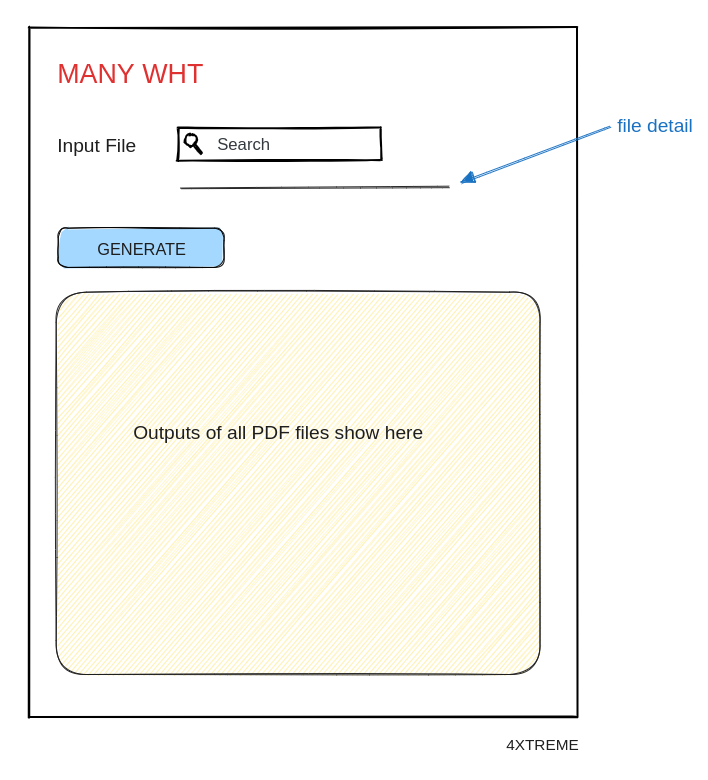 MANY WHT
file detail
Input File
Search
GENERATE
Outputs of all PDF files show here
4XTREME